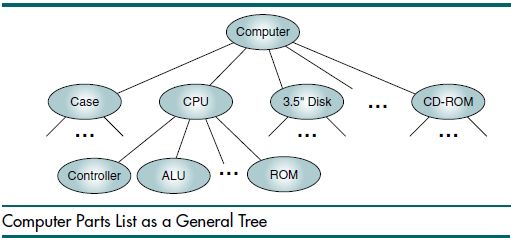 Computer
Case CPU 3.5" Disk ... CD-ROM
... ... ...
Controller ALU ... ROM
Computer Parts List as a General Tree